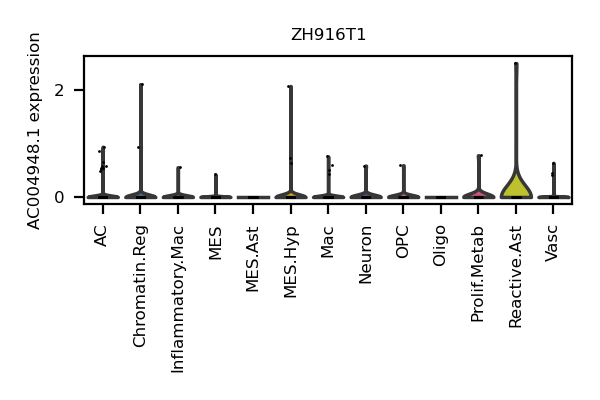 ZH916T1
AC004948.1 expression
2
0
AC
Chromatin.Reg
Inflammatory.Mac
MES
MES.Ast
MES.Hyp
Mac
Neuron
OPC
Oligo
Prolif.Metab
Reactive.Ast
Vasc